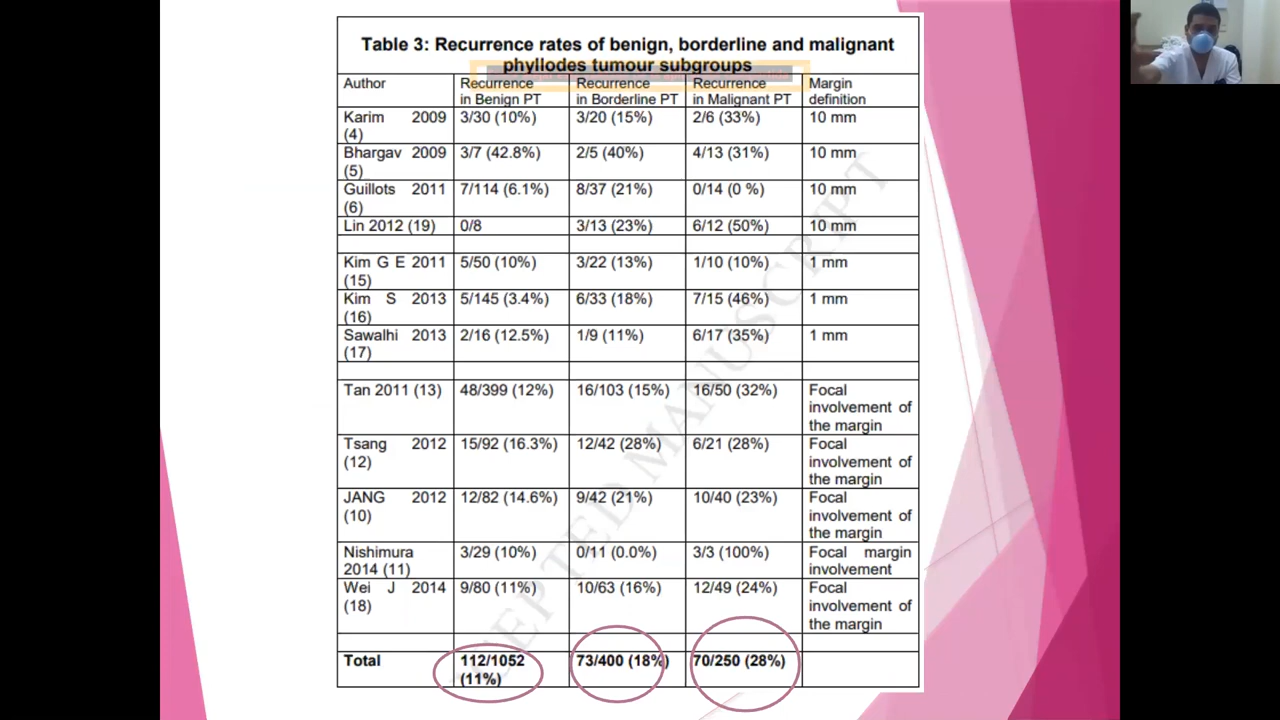 Table 3: Recurrence rates of benign, borderline and malignant
phyllodes tumour subgroups
Author Recurrence in Benign PT Recurrence in Borderline PT Recurrence in Malignant PT Margin definition
Karim 2009 (4) 3/30 (10%) 3/20 (15%) 2/6 (33%) 10 mm
Bhargav 2009 (5) 3/7 (42.8%) 2/5 (40%) 4/13 (31%) 10 mm
Guillots 2011 (6) 7/114 (6.1%) 8/37 (21%) 0/14 (0 %) 10 mm
Lin 2012 (19) 0/8 3/13 (23%) 6/12 (50%) 10 mm
Kim G E 2011 (15) 5/50 (10%) 3/22 (13%) 1/10 (10%) 1 mm
Kim S 2013 (16) 5/145 (3.4%) 6/33 (18%) 7/15 (46%) 1 mm
Sawalhi 2013 (17) 2/16 (12.5%) 1/9 (11%) 6/17 (35%) 1 mm
Tan 2011 (13) 48/399 (12%) 16/103 (15%) 16/50 (32%) Focal involvement of the margin
Tsang 2012 (12) 15/92 (16.3%) 12/42 (28%) 6/21 (28%) Focal involvement of the margin
JANG 2012 (10) 12/82 (14.6%) 9/42 (21%) 10/40 (23%) Focal involvement of the margin
Nishimura 2014 (11) 3/29 (10%) 0/11 (0.0%) 3/3 (100%) Focal margin involvement
Wei J 2014 (18) 9/80 (11%) 10/63 (16%) 12/49 (24%) Focal involvement of the margin
Total 112/1052 (11%) 73/400 (18%) 70/250 (28%)
MANUSCRIPT